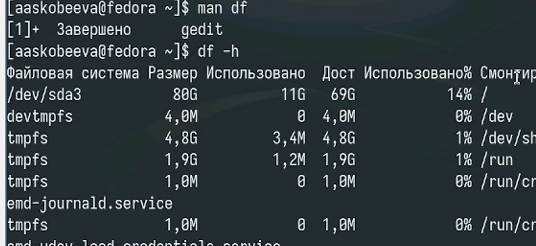 [aaskobeeva@fedora ~]$ man df
[1]+ Завершено gedit
[aaskobeeva@fedora ~]$ df -h
Файловая система Размер Использовано Дост Использовано% Смонтир
/dev/sda3 80G 11G 69G 14% /
devtmpfs 4,0M 0 4,0M 0% /dev
tmpfs 4,8G 3,4M 4,8G 1% /dev/sh
tmpfs 1,9G 1,2M 1,9G 1% /run
tmpfs 1,0M 0 1,0M 0% /run/cr
emd-journald.service
tmpfs 1,0M 0 1,0M 0% /run/cr
emd-udev-load-credentials.service